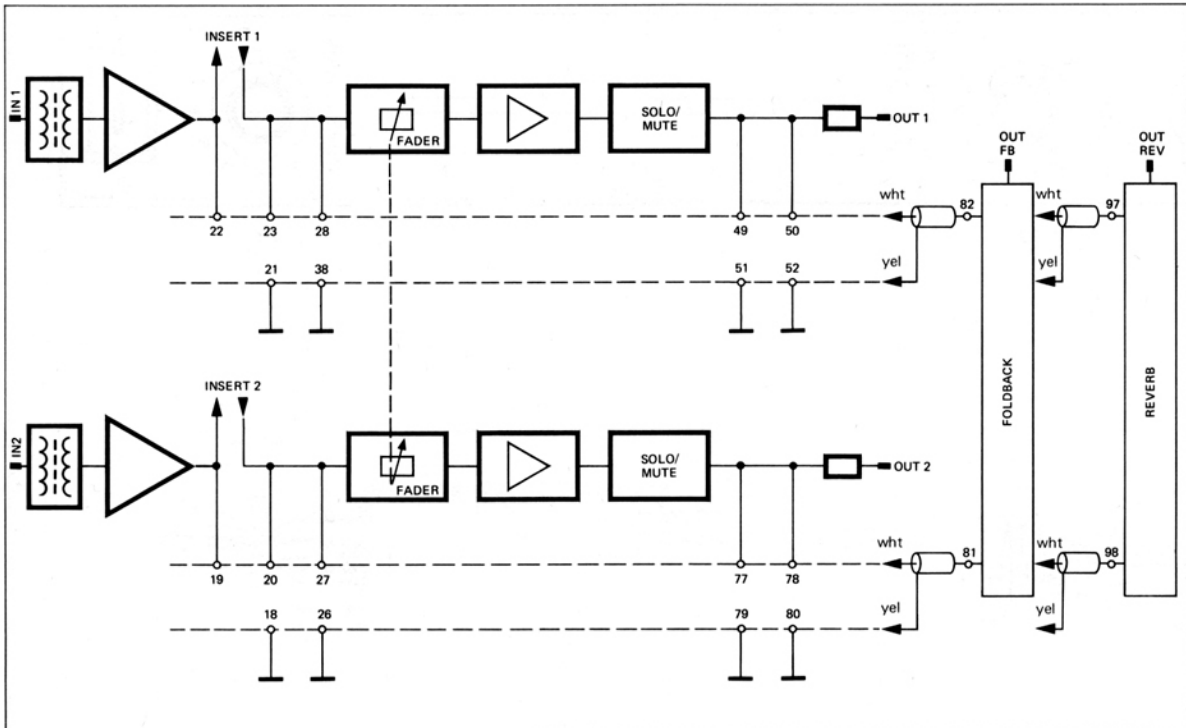 INSERT 1
IN 1
FADER
SOLO/
MUTE
OUT 1
OUT
FB
OUT
REV
22 23 28 49 50
wht 82 wht 97
21 38 51 52
yel yel
FOLDBACK
REVERB
INSERT 2
IN2
FADER
SOLO/
MUTE
OUT 2
19 20 27 77 78
wht 81 wht 98
18 26 79 80
yel yel